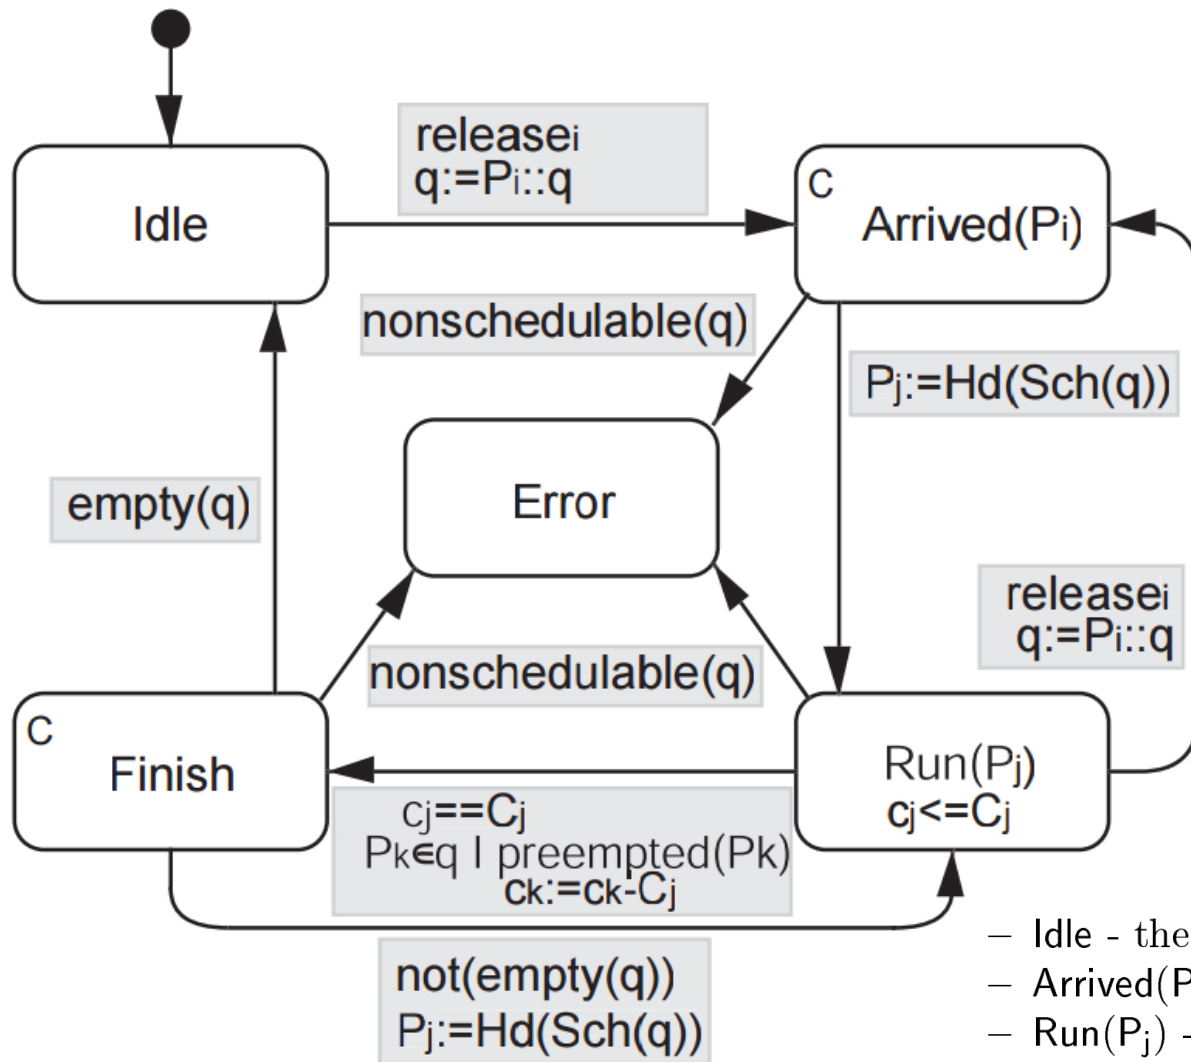 releasei
q:=Pi::q
Idle
C
Arrived(Pi)
nonschedulable(q)
Pj:=Hd(Sch(q))
empty(q)
Error
releasei
q:=Pi::q
nonschedulable(q)
C
Finish
Run(Pj)
cj<=Cj
cj==Cj
Pk∈q | preempted(Pk)
ck:=ck-Cj
not(empty(q))
Pj:=Hd(Sch(q))
– Idle - the
– Arrived(P
– Run(Pj) -